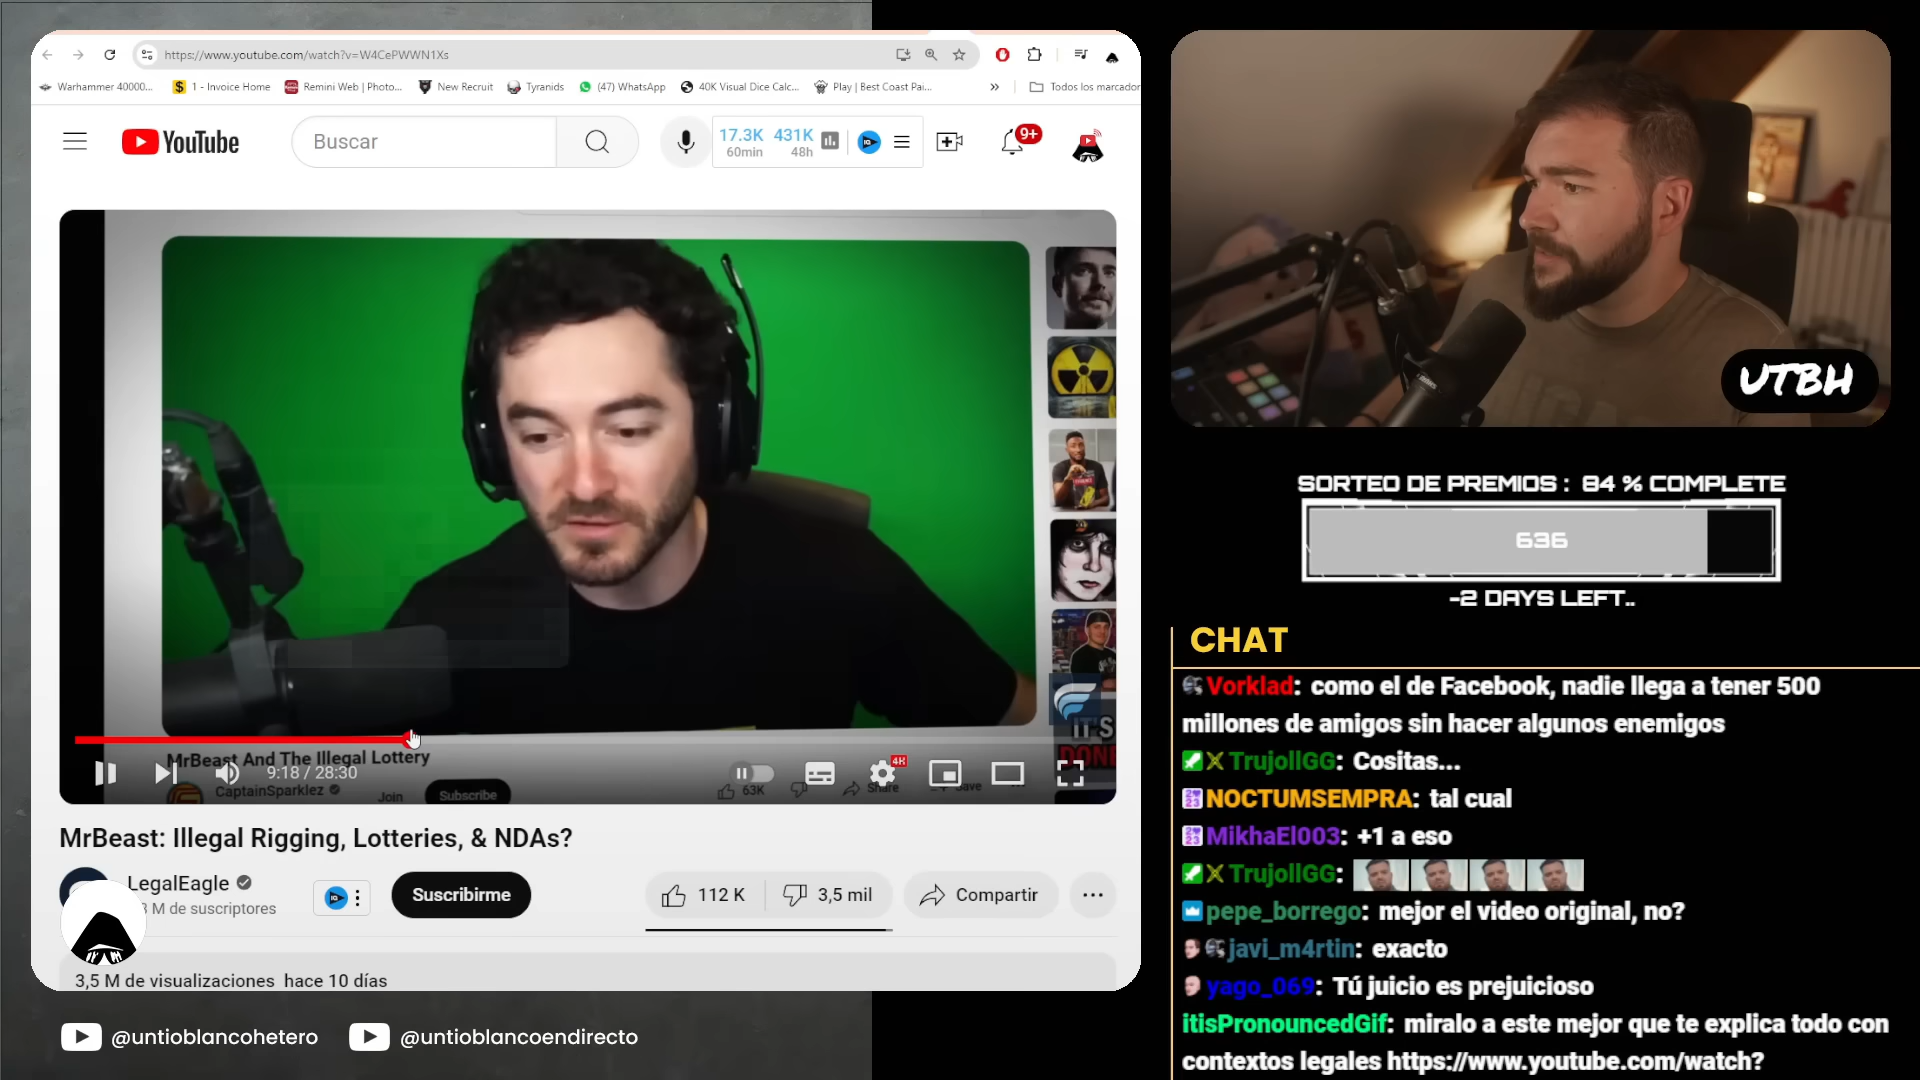 https://www.youtube.com/watch?v=W4CePWWN1Xs
Warhammer 40000...
1 - Invoice Home
Remini Web | Photo...
New Recruit
Tyranids
(47) WhatsApp
40K Visual Dice Calc...
Play | Best Coast Pai...
»
Todos los marcador
YouTube
Buscar
17.3K 431K
60min 48h
9+
IT'S
DONE
MrBeast And The Illegal Lottery
9:18 / 28:30
4K
CaptainSparklez
Join
Subscribe
63K
Share
MrBeast: Illegal Rigging, Lotteries, & NDAs?
LegalEagle
M de suscriptores
Suscribirme
112 K
3,5 mil
Compartir
3,5 M de visualizaciones hace 10 días
@untioblancohetero
@untioblancoendirecto
UTBH
SORTEO DE PREMIOS : 84 % COMPLETE
636
-2 DAYS LEFT..
CHAT
Vorklad: como el de Facebook, nadie llega a tener 500
millones de amigos sin hacer algunos enemigos
TrujollGG: Cositas...
NOCTUMSEMPRA: tal cual
MikhaEl003: +1 a eso
TrujollGG:
pepe_borrego: mejor el video original, no?
javi_m4rtin: exacto
yago_069: Tú juicio es prejuicioso
itisPronouncedGif: miralo a este mejor que te explica todo con
contextos legales https://www.youtube.com/watch?